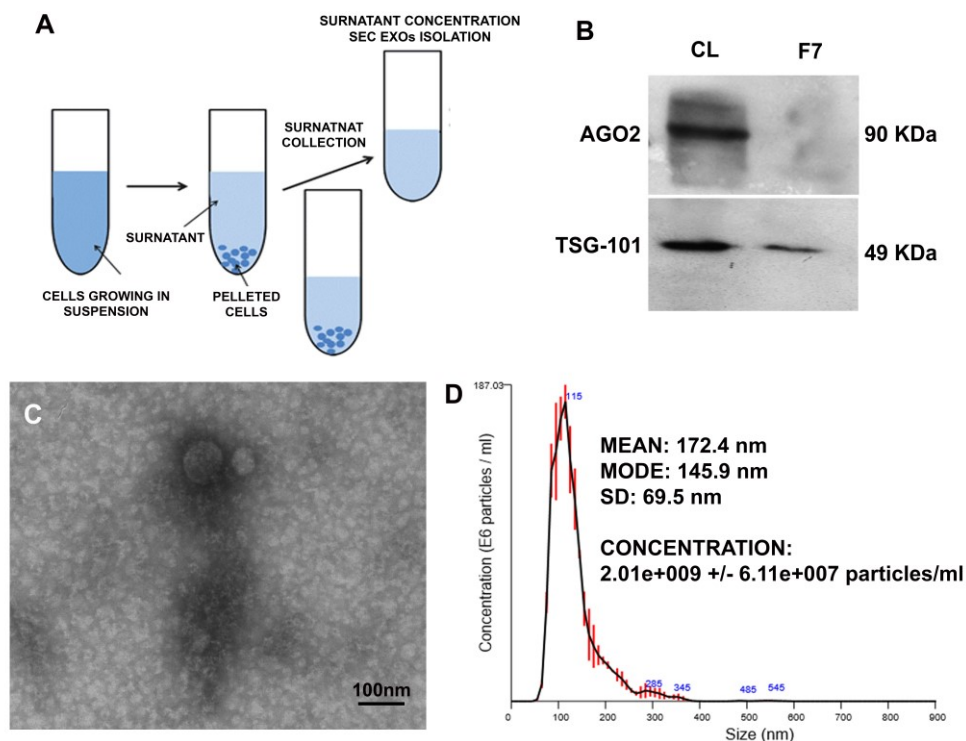 A
SURNATANT CONCENTRATION
SEC EXOs ISOLATION
SURNATNAT
COLLECTION
SURNATANT
CELLS GROWING IN
SUSPENSION
PELLETED
CELLS
B
CL F7
AGO2 90 KDa
TSG-101 49 KDa
C
100nm
D
187.03
115
MEAN: 172.4 nm
MODE: 145.9 nm
SD: 69.5 nm
CONCENTRATION:
2.01e+009 +/- 6.11e+007 particles/ml
Concentration (E6 particles / ml)
285 345 485 545
0 100 200 300 400 500 600 700 800 900
Size (nm)